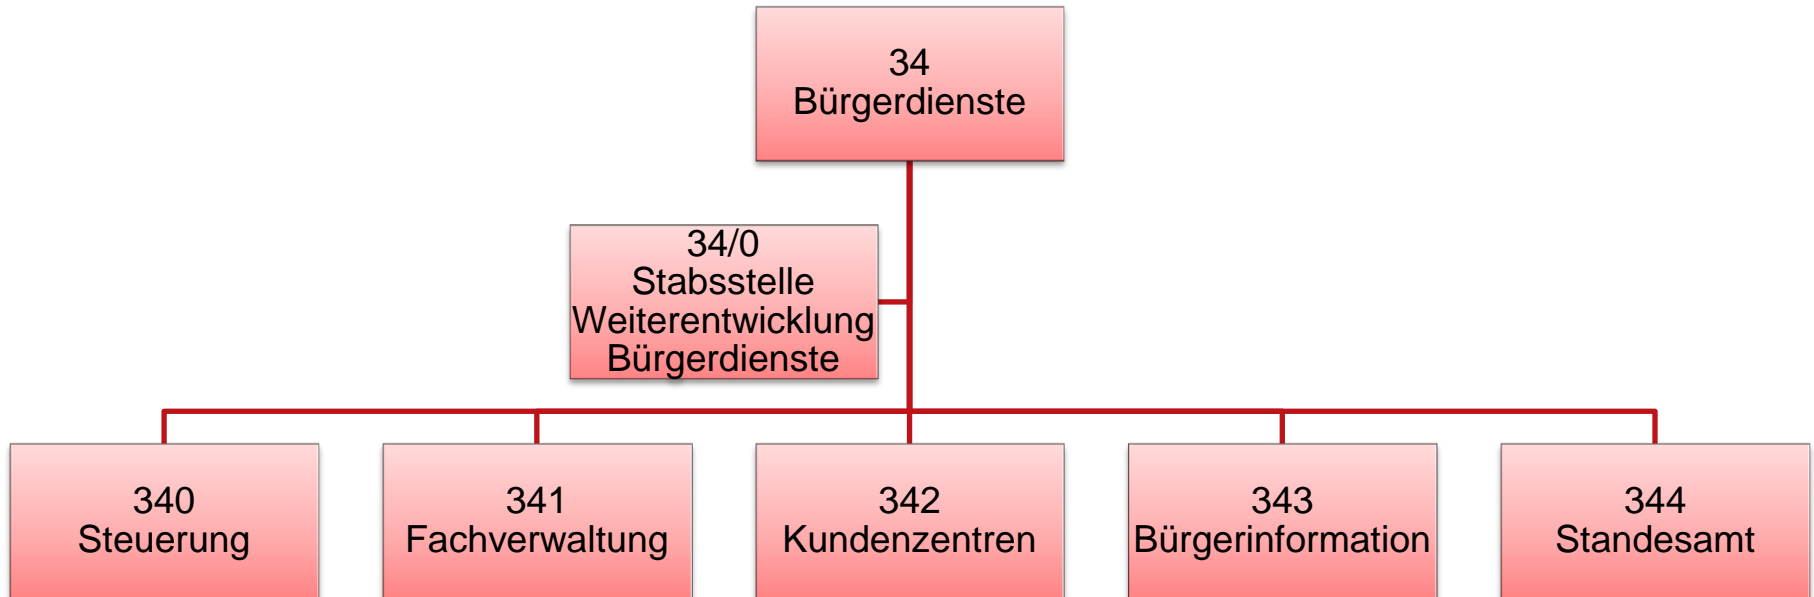 34
Bürgerdienste
34/0
Stabsstelle
Weiterentwicklung
Bürgerdienste
340
Steuerung
341
Fachverwaltung
342
Kundenzentren
343
Bürgerinformation
344
Standesamt